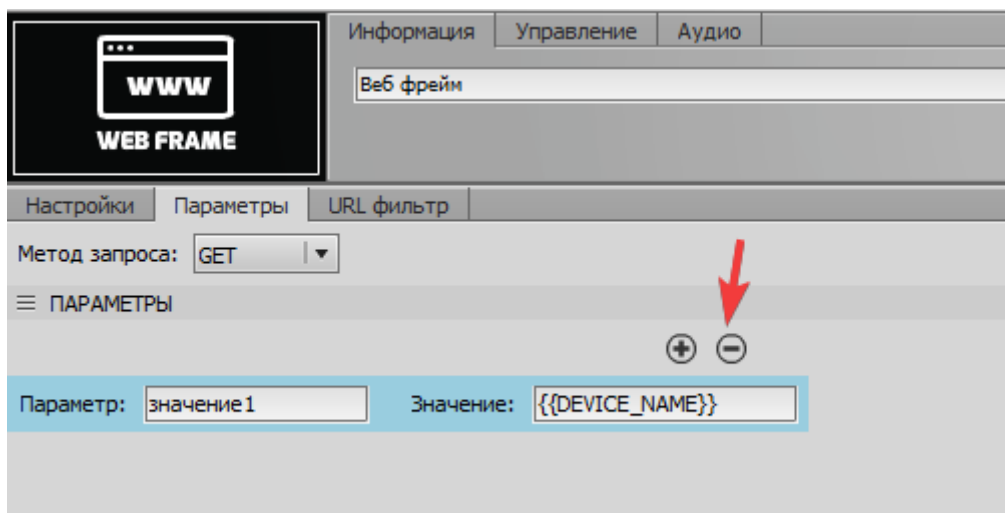 Информация Управление Аудио
WWW
WEB FRAME
Веб фрейм
Настройки Параметры URL фильтр
Метод запроса: GET
ПАРАМЕТРЫ
Параметр: значение1 Значение: {{DEVICE_NAME}}